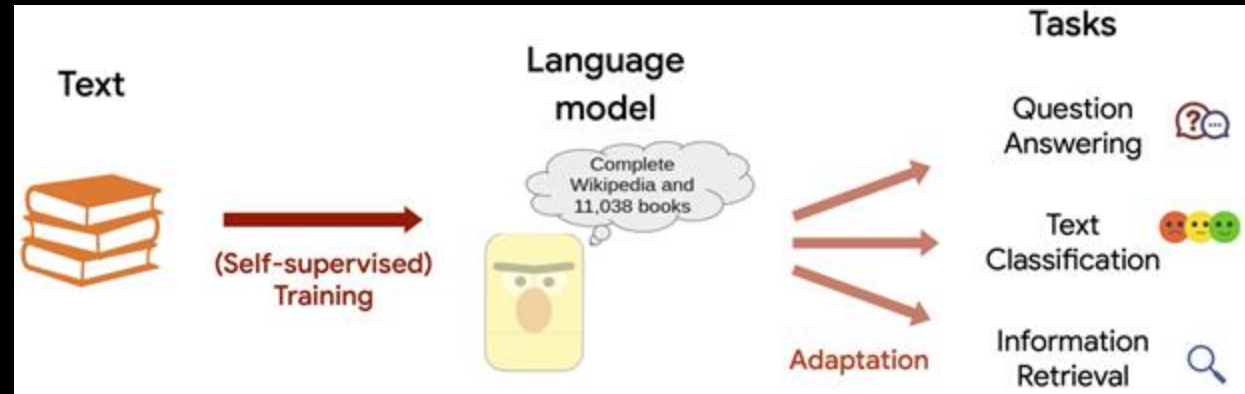 Text
(Self-supervised)
Training
Language
model
Complete
Wikipedia and
11,038 books
Adaptation
Tasks
Question
Answering
Text
Classification
Information
Retrieval